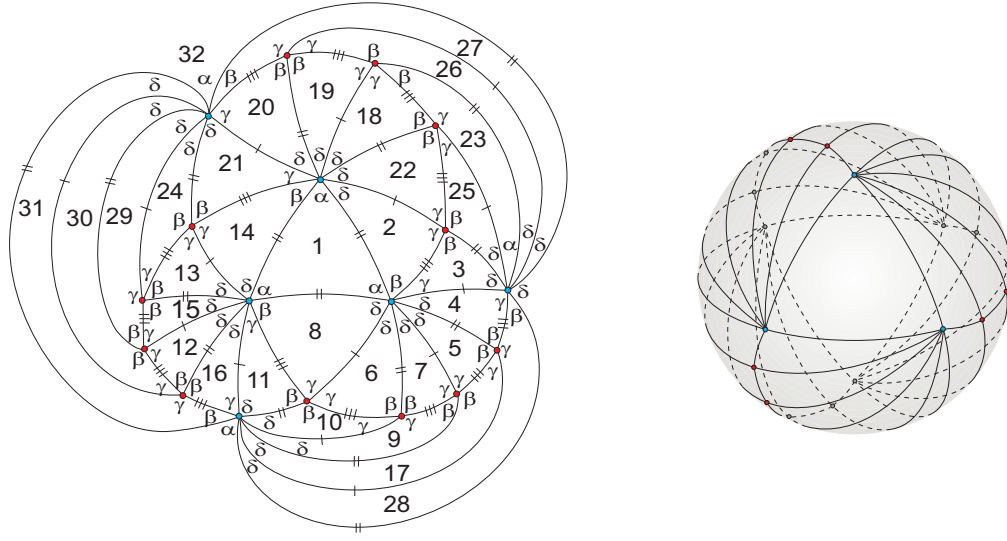 27
γ γ β
32 26
δ α β β β γ γ β
δ 19
δ 20 γ 18 β γ
δ δ β 23
δ
21 δ δ δ 22
24 γ δ 25
31 30 29 β α δ
β β 14 2 β
γ γ 1 γ β δ α δ δ
13 3
γ β δ α α β δ δ δ
γ β 15 δ δ β δ δ 4 γ β
β γ 12 δ δ γ 8 δ δ 5 β γ
γ β β 16 11 6 7 β
γ β γ δ β γ γ β β γ γ
α δ 10 γ 9
δ δ
δ 17
δ 28